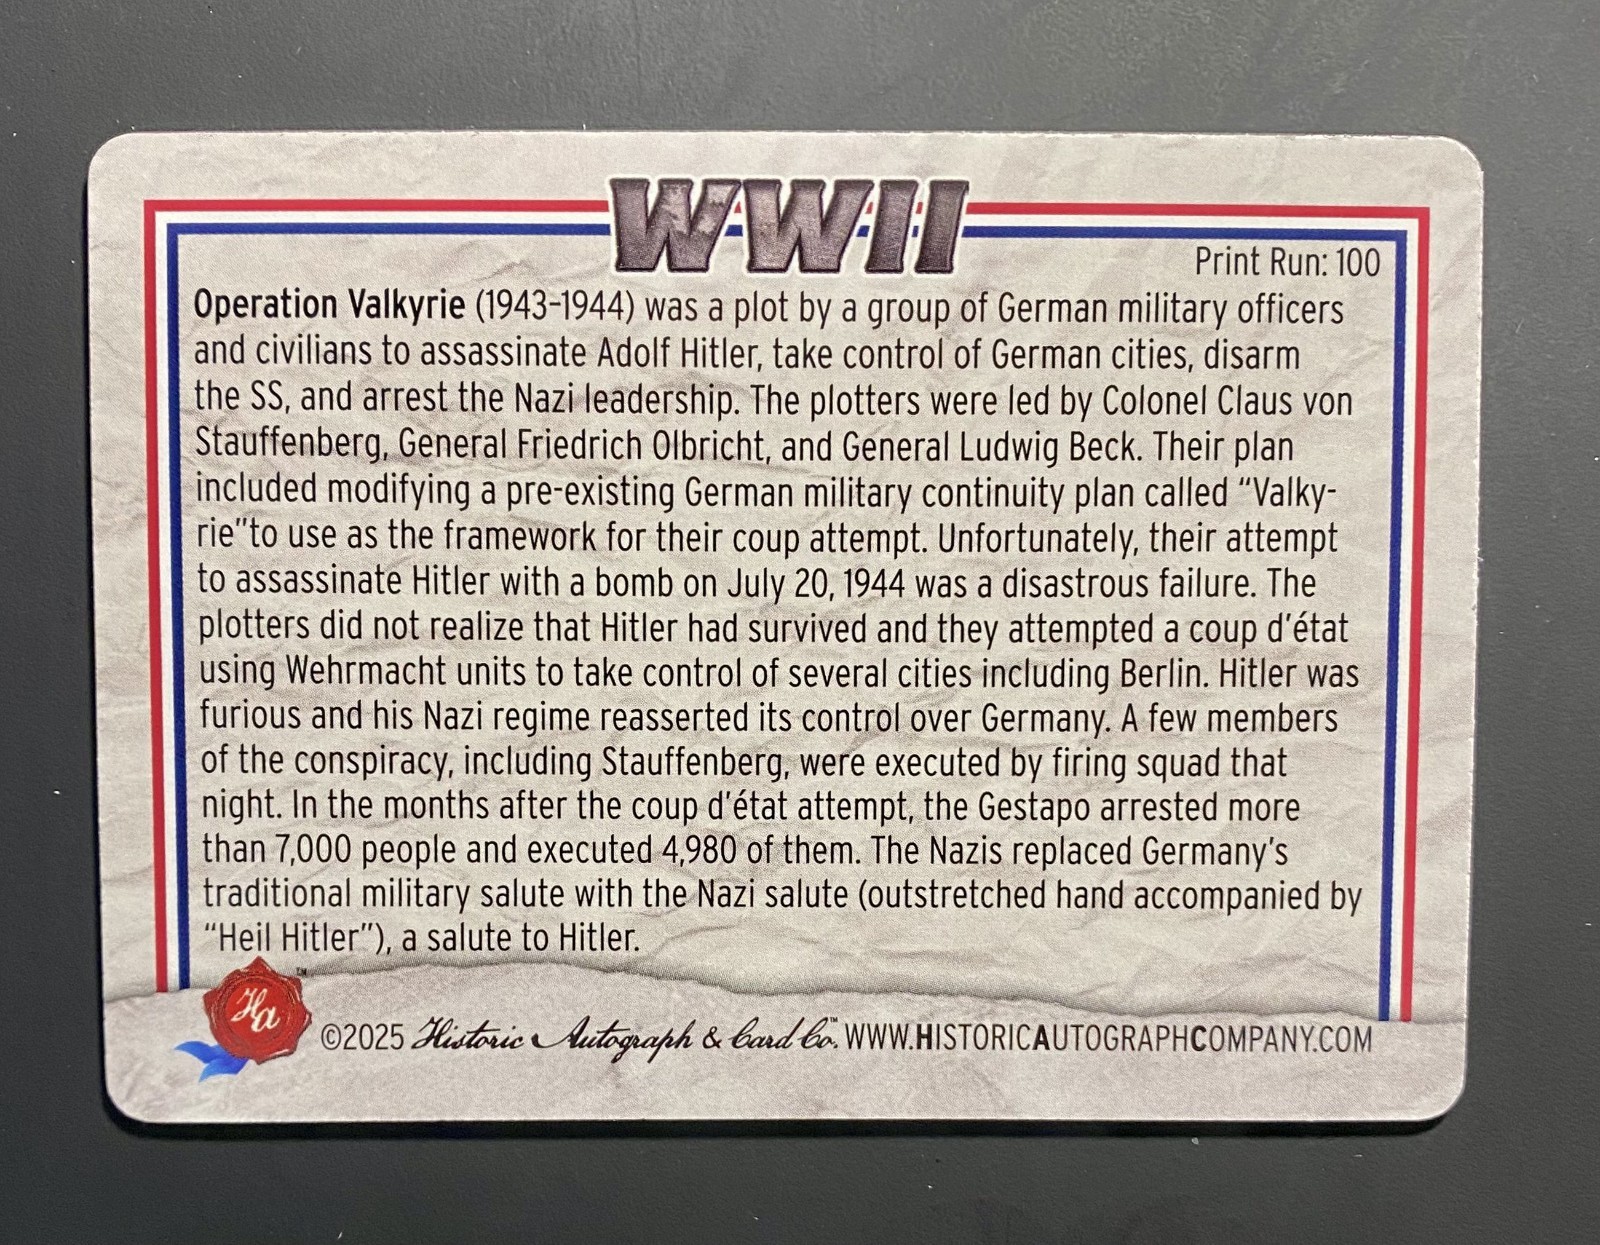 WWII
Print Run: 100
Operation Valkyrie (1943-1944) was a plot by a group of German military officers
and civilians to assassinate Adolf Hitler, take control of German cities, disarm
the SS, and arrest the Nazi leadership. The plotters were led by Colonel Claus von
Stauffenberg, General Friedrich Olbricht, and General Ludwig Beck. Their plan
included modifying a pre-existing German military continuity plan called “Valky-
rie”to use as the framework for their coup attempt. Unfortunately, their attempt
to assassinate Hitler with a bomb on July 20, 1944 was a disastrous failure. The
plotters did not realize that Hitler had survived and they attempted a coup d’état
using Wehrmacht units to take control of several cities including Berlin. Hitler was
furious and his Nazi regime reasserted its control over Germany. A few members
of the conspiracy, including Stauffenberg, were executed by firing squad that
night. In the months after the coup d’état attempt, the Gestapo arrested more
than 7,000 people and executed 4,980 of them. The Nazis replaced Germany’s
traditional military salute with the Nazi salute (outstretched hand accompanied by
“Heil Hitler”), a salute to Hitler.
Ha ™
©2025 Historic Autograph & Card Co.™ WWW.HISTORICAUTOGRAPHCOMPANY.COM